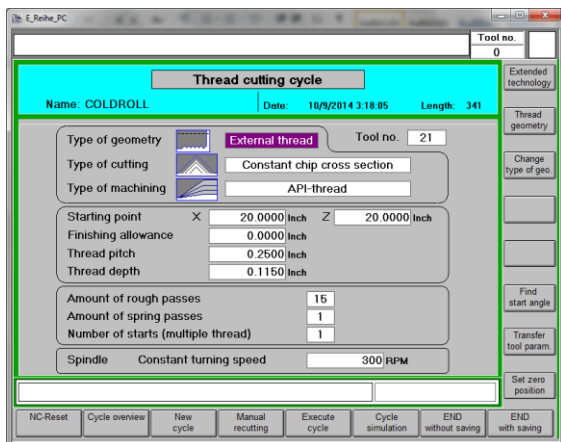 E_Reihe_PC
Tool no.
0
Thread cutting cycle
Name: COLDROLL
Date: 10/9/2014 3:18:05
Length: 341
Type of geometry External thread Tool no. 21
Type of cutting Constant chip cross section
Type of machining API-thread
Starting point X 20.0000 Inch Z 20.0000 Inch
Finishing allowance 0.0000 Inch
Thread pitch 0.2500 Inch
Thread depth 0.1150 Inch
Amount of rough passes 15
Amount of spring passes 1
Number of starts (multiple thread) 1
Spindle Constant turning speed 300 RPM
Extended
technology
Thread
geometry
Change
type of geo.
Find
start angle
Transfer
tool param.
Set zero
position
NC-Reset
Cycle overview
New
cycle
Manual
recutting
Execute
cycle
Cycle
simulation
END
without saving
END
with saving